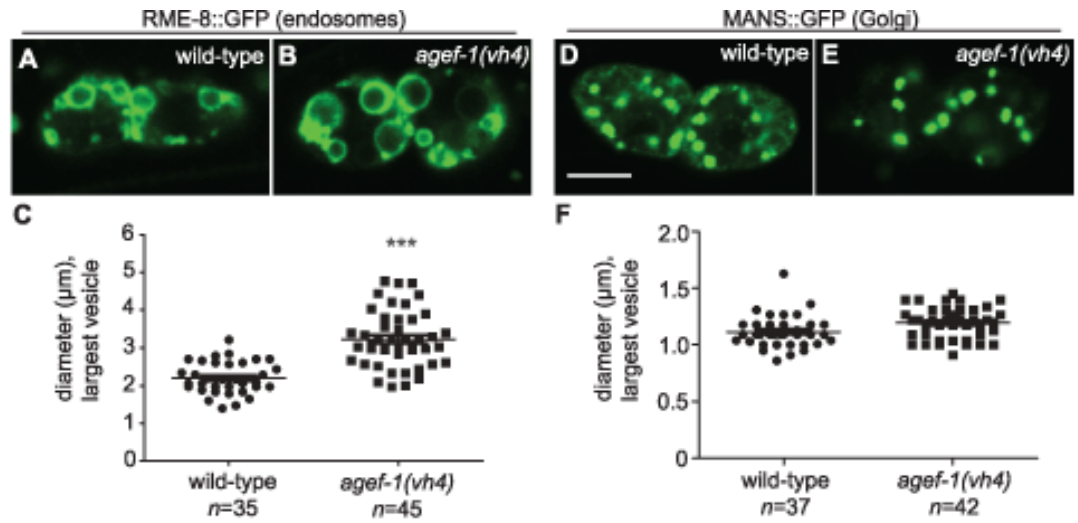 RME-8::GFP (endosomes)
MANS::GFP (Golgi)
A
wild-type
B
agef-1(vh4)
D
wild-type
E
agef-1(vh4)
C
diameter (μm),
largest vesicle
6
5
4
3
2
1
0
***
wild-type
n=35
agef-1(vh4)
n=45
F
diameter (μm),
largest vesicle
2.0
1.5
1.0
0.5
0
wild-type
n=37
agef-1(vh4)
n=42